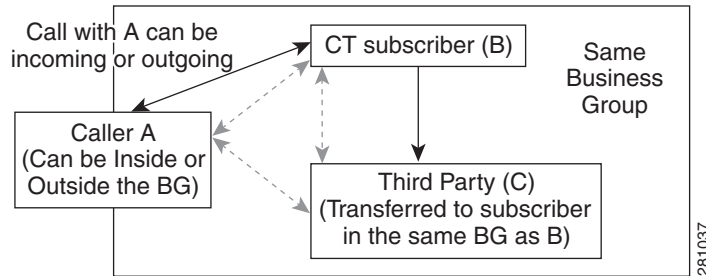 Call with A can be
incoming or outgoing
CT subscriber (B)
Same
Business
Group
Caller A
(Can be Inside or
Outside the BG)
Third Party (C)
(Transferred to subscriber
in the same BG as B)
281037